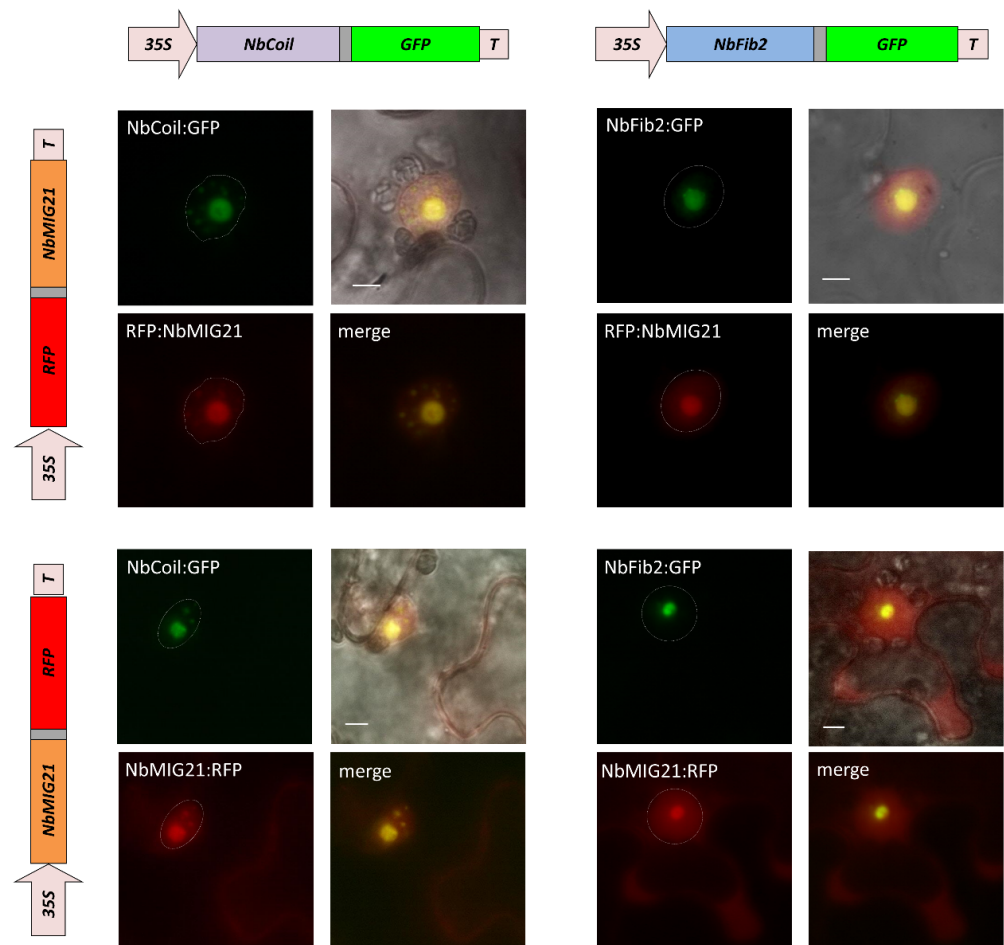 35S NbCoil GFP T
35S NbFib2 GFP T
T
NbMIG21
RFP
35S
NbCoil:GFP
NbFib2:GFP
RFP:NbMIG21
merge
RFP:NbMIG21
merge
T
RFP
NbMIG21
35S
NbCoil:GFP
NbFib2:GFP
NbMIG21:RFP
merge
NbMIG21:RFP
merge